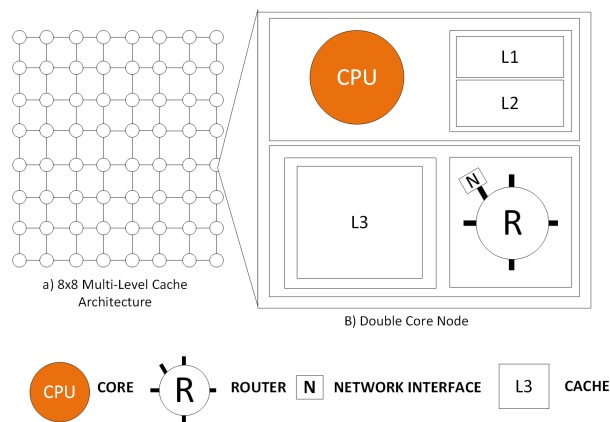 CPU
L1
L2
L3
N
R
a) 8x8 Multi-Level Cache
Architecture
B) Double Core Node
CPU CORE R ROUTER N NETWORK INTERFACE L3 CACHE